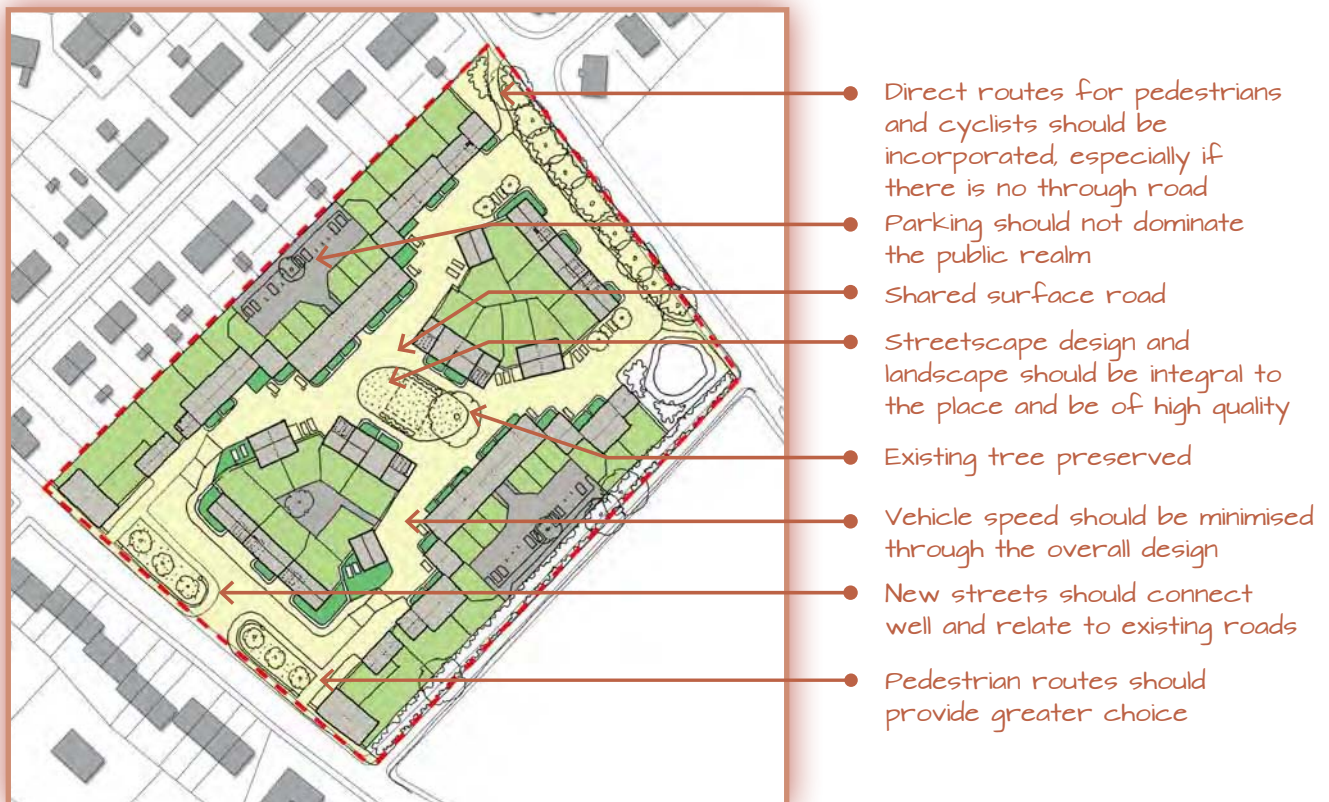 Direct routes for pedestrians
and cyclists should be
incorporated, especially if
there is no through road
Parking should not dominate
the public realm
Shared surface road
Streetscape design and
landscape should be integral to
the place and be of high quality
Existing tree preserved
Vehicle speed should be minimised
through the overall design
New streets should connect
well and relate to existing roads
Pedestrian routes should
provide greater choice